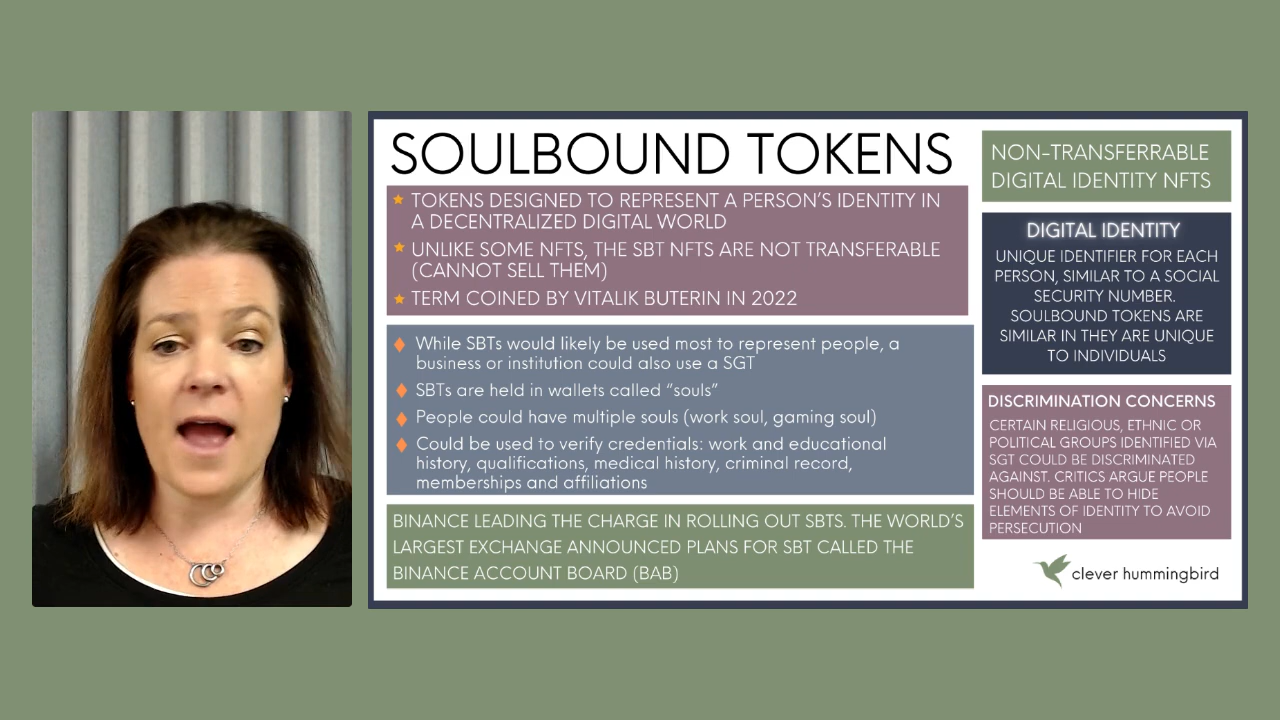 SOULBOUND TOKENS
TOKENS DESIGNED TO REPRESENT A PERSON'S IDENTITY IN
A DECENTRALIZED DIGITAL WORLD
UNLIKE SOME NFTS, THE SBT NFTS ARE NOT TRANSFERABLE
(CANNOT SELL THEM)
TERM COINED BY VITALIK BUTERIN IN 2022
While SBTs would likely be used most to represent people, a
business or institution could also use a SGT
SBTs are held in wallets called "souls"
People could have multiple souls (work soul, gaming soul)
Could be used to verify credentials: work and educational
history, qualifications, medical history, criminal record,
memberships and affiliations
BINANCE LEADING THE CHARGE IN ROLLING OUT SBTS. THE WORLD'S
LARGEST EXCHANGE ANNOUNCED PLANS FOR SBT CALLED THE
BINANCE ACCOUNT BOARD (BAB)
NON-TRANSFERRABLE
DIGITAL IDENTITY NFTS
DIGITAL IDENTITY
UNIQUE IDENTIFIER FOR EACH
PERSON, SIMILAR TO A SOCIAL
SECURITY NUMBER.
SOULBOUND TOKENS ARE
SIMILAR IN THEY ARE UNIQUE
TO INDIVIDUALS
DISCRIMINATION CONCERNS
CERTAIN RELIGIOUS, ETHNIC OR
POLITICAL GROUPS IDENTIFIED VIA
SGT COULD BE DISCRIMINATED
AGAINST. CRITICS ARGUE PEOPLE
SHOULD BE ABLE TO HIDE
ELEMENTS OF IDENTITY TO AVOID
PERSECUTION
clever hummingbird